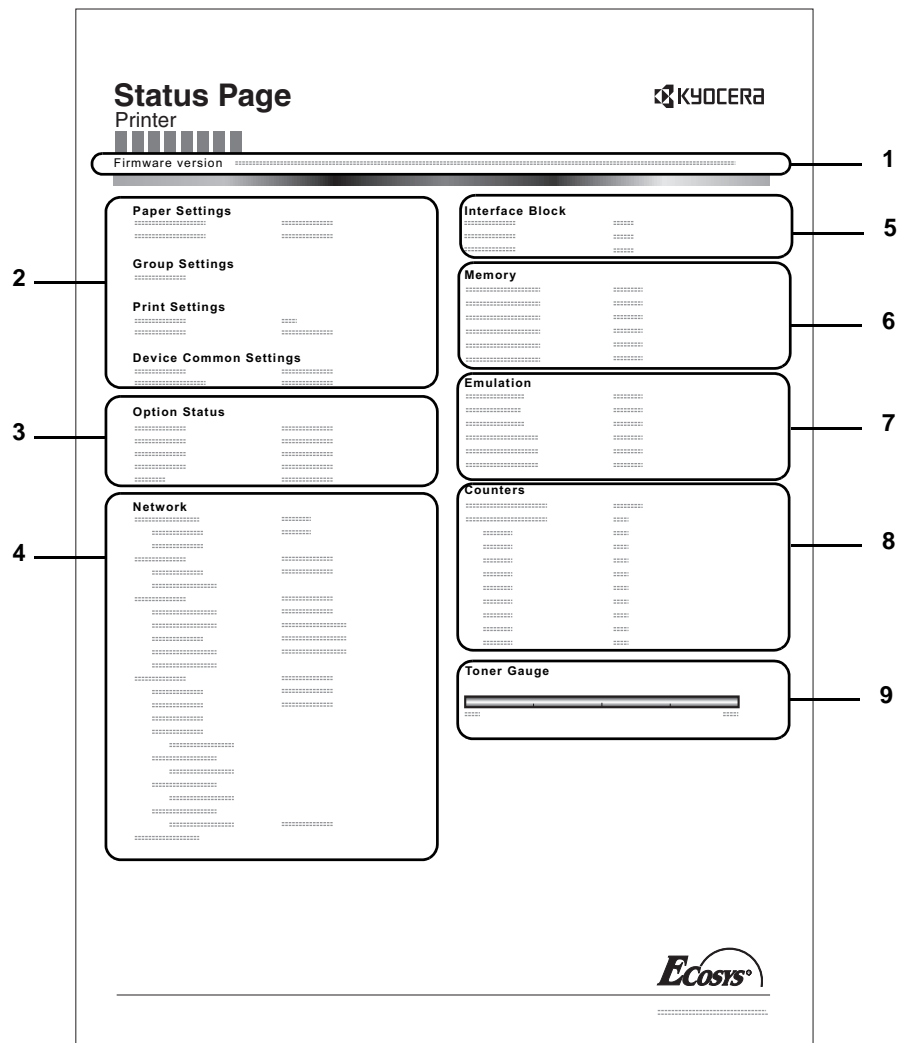 Status Page
Printer
KYOCERA
Firmware version
1
Paper Settings
Group Settings
Print Settings
Device Common Settings
2
Option Status
3
Network
4
Interface Block
5
Memory
6
Emulation
7
Counters
8
Toner Gauge
9
ECOSYS